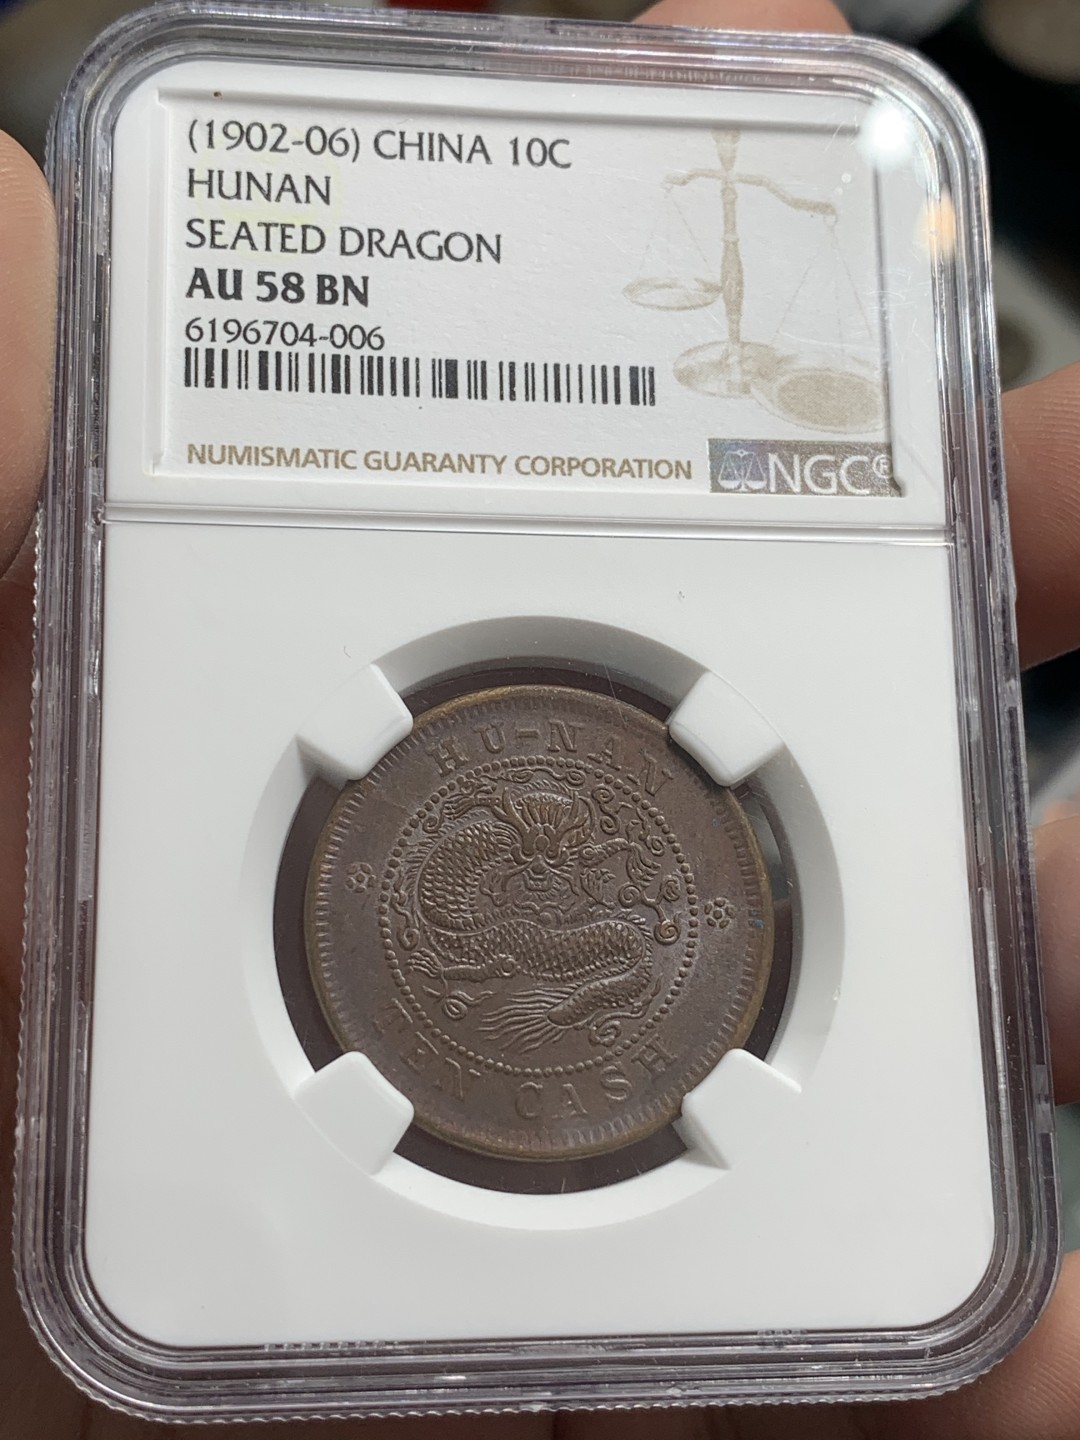 (1902-06) CHINA 10C
HUNAN
SEATED DRAGON
AU 58 BN
6196704-006
NUMISMATIC GUARANTY CORPORATION
NGC®
HU-NAN
TEN CASH